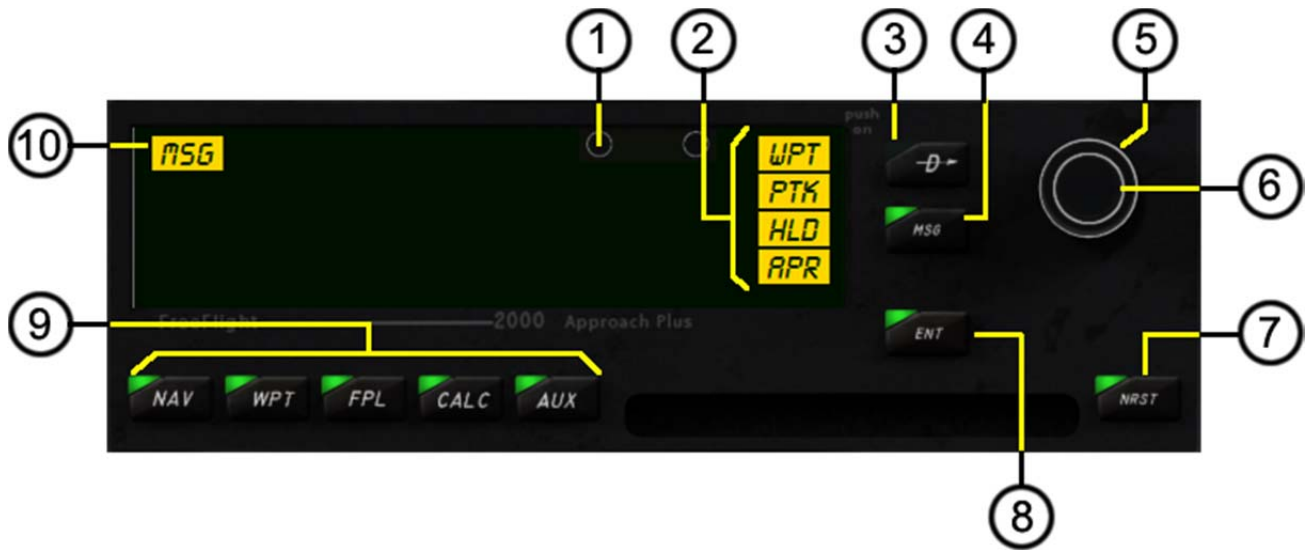 1 2 3 4 5
10 MSG WPT push on
PTK MSG
HLD 6
APR
9 FreeFlight 2000 Approach Plus ENT 7
NAV WPT FPL CALC AUX NRST
8